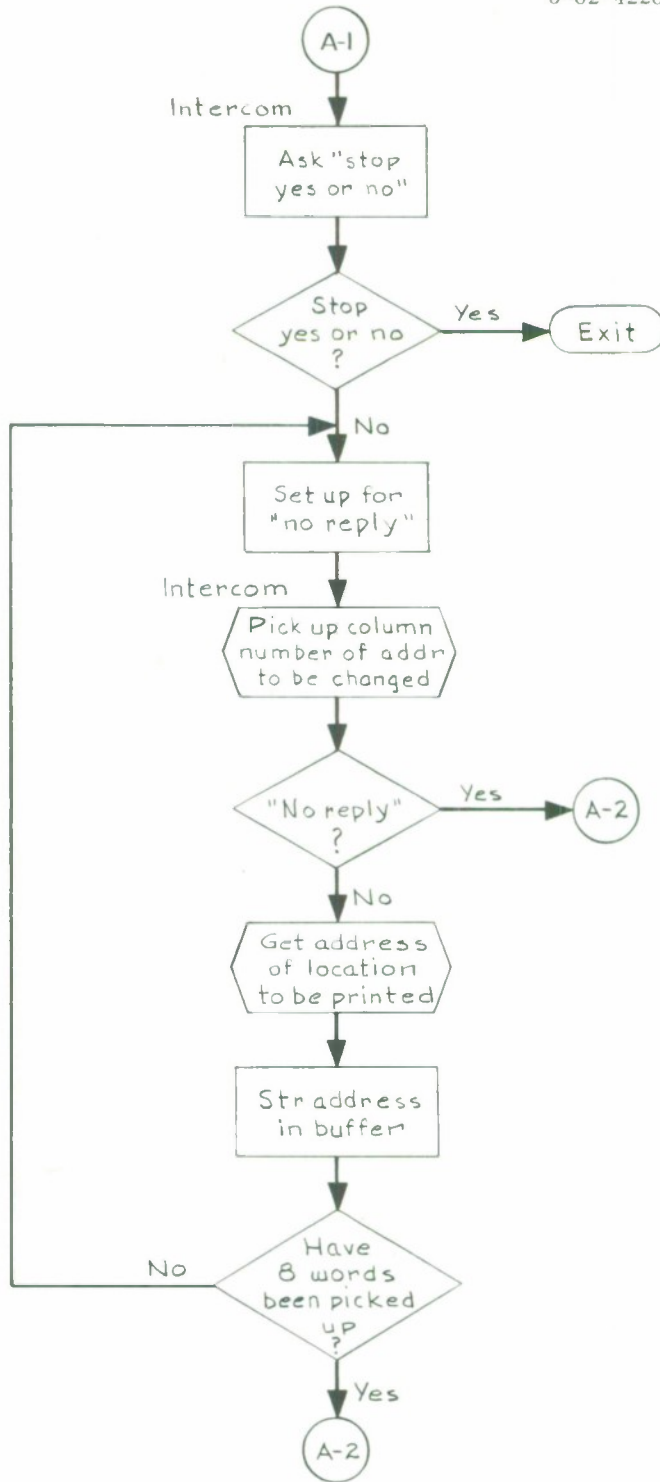 A-1
Intercom
Ask "stop
yes or no"
Stop
yes or no
?
Yes
Exit
No
Set up for
"no reply"
Intercom
Pick up column
number of addr
to be changed
"No reply"
?
Yes
A-2
No
Get address
of location
to be printed
Str address
in buffer
Have
8 words
been picked
up
?
No
Yes
A-2